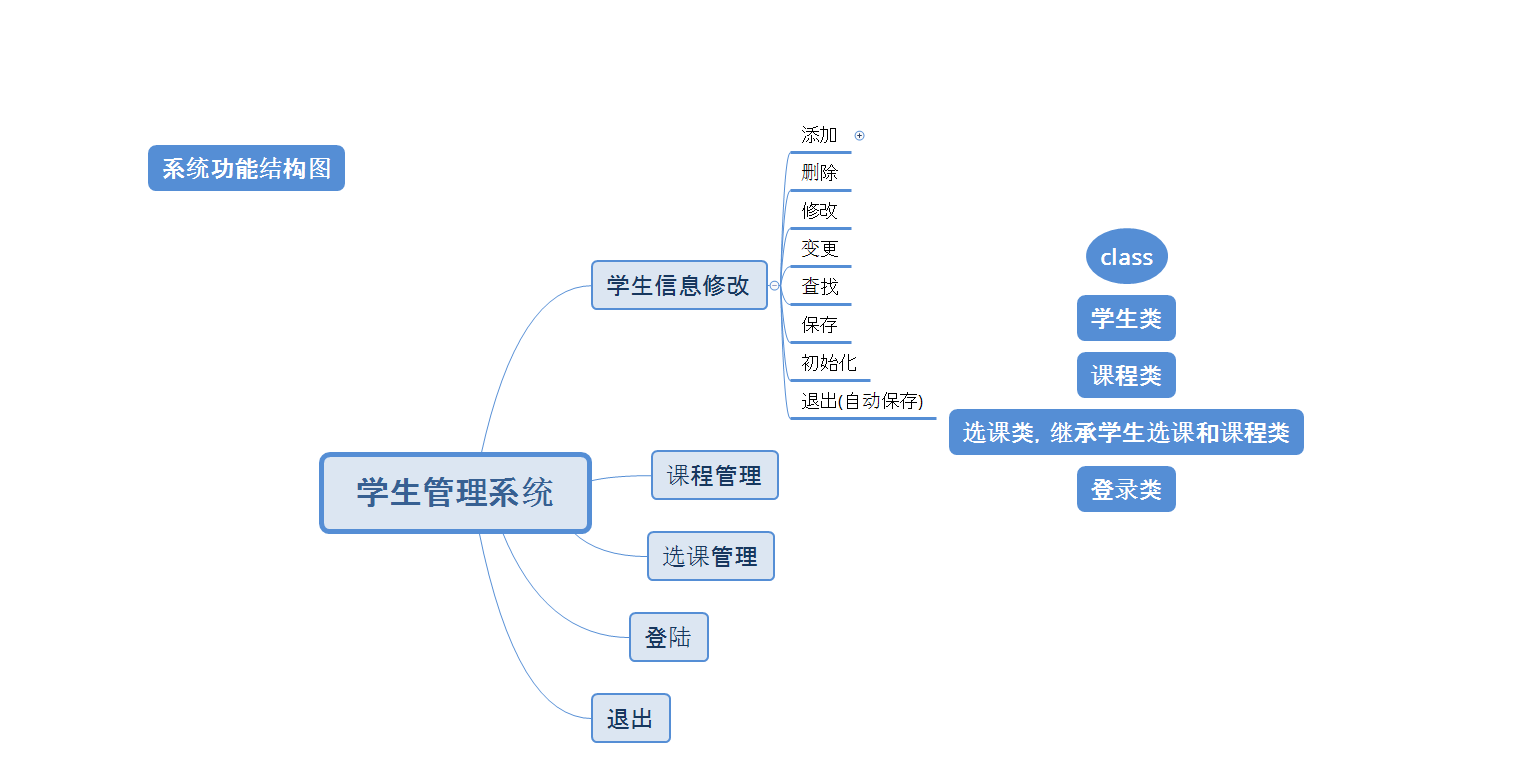 系统功能结构图
学生管理系统
学生信息修改
添加
删除
修改
变更
查找
保存
初始化
退出(自动保存)
课程管理
选课管理
登陆
退出
class
学生类
课程类
选课类, 继承学生选课和课程类
登录类